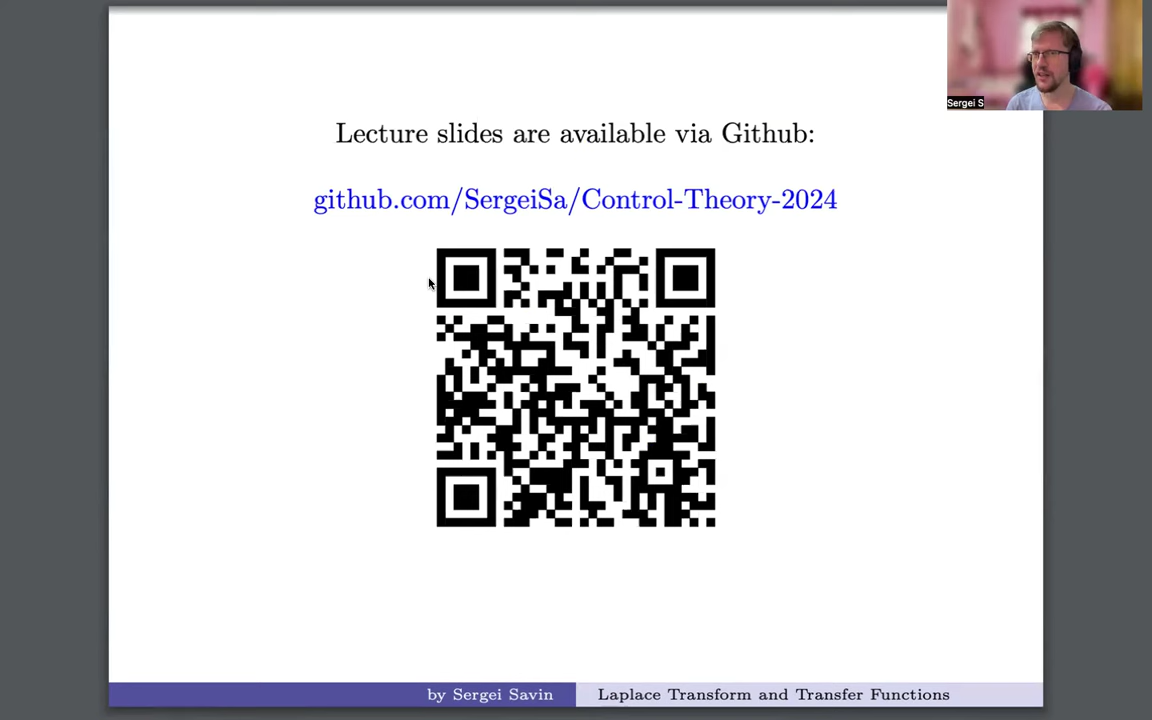 Sergei S
Lecture slides are available via Github:
github.com/SergeiSa/Control-Theory-2024
by Sergei Savin
Laplace Transform and Transfer Functions